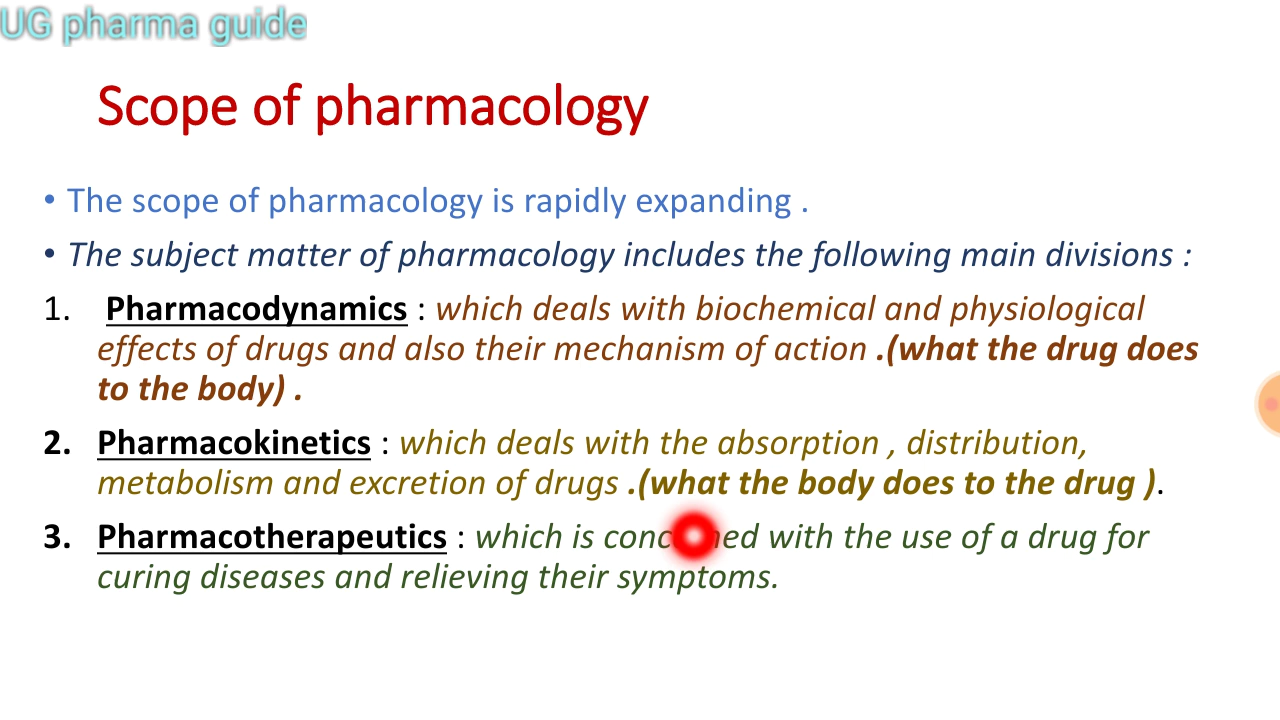 UG pharma guide
Scope of pharmacology
• The scope of pharmacology is rapidly expanding .
• The subject matter of pharmacology includes the following main divisions :
1. Pharmacodynamics : which deals with biochemical and physiological
effects of drugs and also their mechanism of action .(what the drug does
to the body) .
2. Pharmacokinetics : which deals with the absorption , distribution,
metabolism and excretion of drugs .(what the body does to the drug ).
3. Pharmacotherapeutics : which is with the use of a drug for
curing diseases and relieving their symptoms.